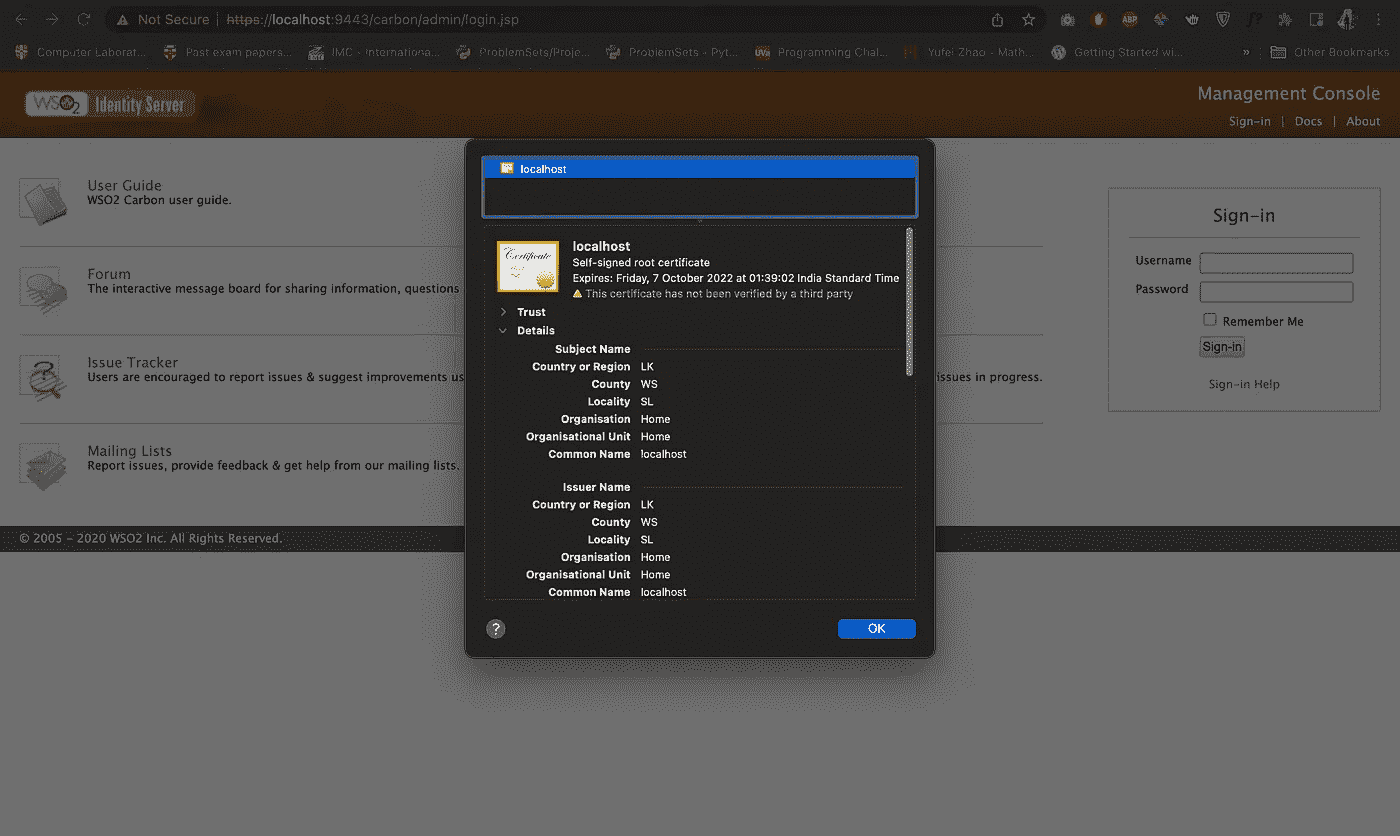 Not Secure | https://localhost:9443/carbon/admin/login.jsp
ABP
Computer Laborat... Past exam papers... IMC - Internationa... ProblemSets/Proje... ProblemSets - Pyt... UVa Programming Chal... Yufei Zhao - Math... Getting Started wi... » Other Bookmarks
WSO2 Identity Server
Management Console
Sign-in | Docs | About
User Guide
WSO2 Carbon user guide.
Forum
The interactive message board for sharing information, questions
Issue Tracker
Users are encouraged to report issues & suggest improvements us
issues in progress.
Mailing Lists
Report issues, provide feedback & get help from our mailing lists.
© 2005 - 2020 WSO2 Inc. All Rights Reserved.
localhost
Certificate
localhost
Self-signed root certificate
Expires: Friday, 7 October 2022 at 01:39:02 India Standard Time
This certificate has not been verified by a third party
Trust
Details
Subject Name
Country or Region LK
County WS
Locality SL
Organisation Home
Organisational Unit Home
Common Name localhost
Issuer Name
Country or Region LK
County WS
Locality SL
Organisation Home
Organisational Unit Home
Common Name localhost
?
OK
Sign-in
Username
Password
Remember Me
Sign-in
Sign-in Help